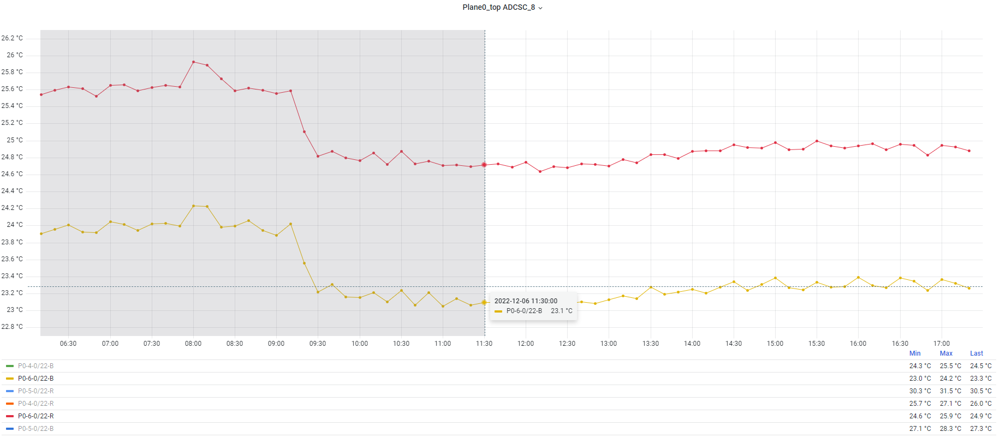 Plane0_top ADCSC_8
26.2 °C
26 °C
25.8 °C
25.6 °C
25.4 °C
25.2 °C
25 °C
24.8 °C
24.6 °C
24.4 °C
24.2 °C
24 °C
23.8 °C
23.6 °C
23.4 °C
23.2 °C
23 °C
22.8 °C
2022-12-06 11:30:00
P0-6-0/22-B 23.1 °C
06:30 07:00 07:30 08:00 08:30 09:00 09:30 10:00 10:30 11:00 11:30 12:00 12:30 13:00 13:30 14:00 14:30 15:00 15:30 16:00 16:30 17:00
Min Max Last
P0-4-0/22-B 24.3 °C 25.5 °C 24.5 °C
P0-6-0/22-B 23.0 °C 24.2 °C 23.3 °C
P0-5-0/22-R 30.3 °C 31.5 °C 30.5 °C
P0-4-0/22-R 25.7 °C 27.1 °C 26.0 °C
P0-6-0/22-R 24.6 °C 25.9 °C 24.9 °C
P0-5-0/22-B 27.1 °C 28.3 °C 27.3 °C